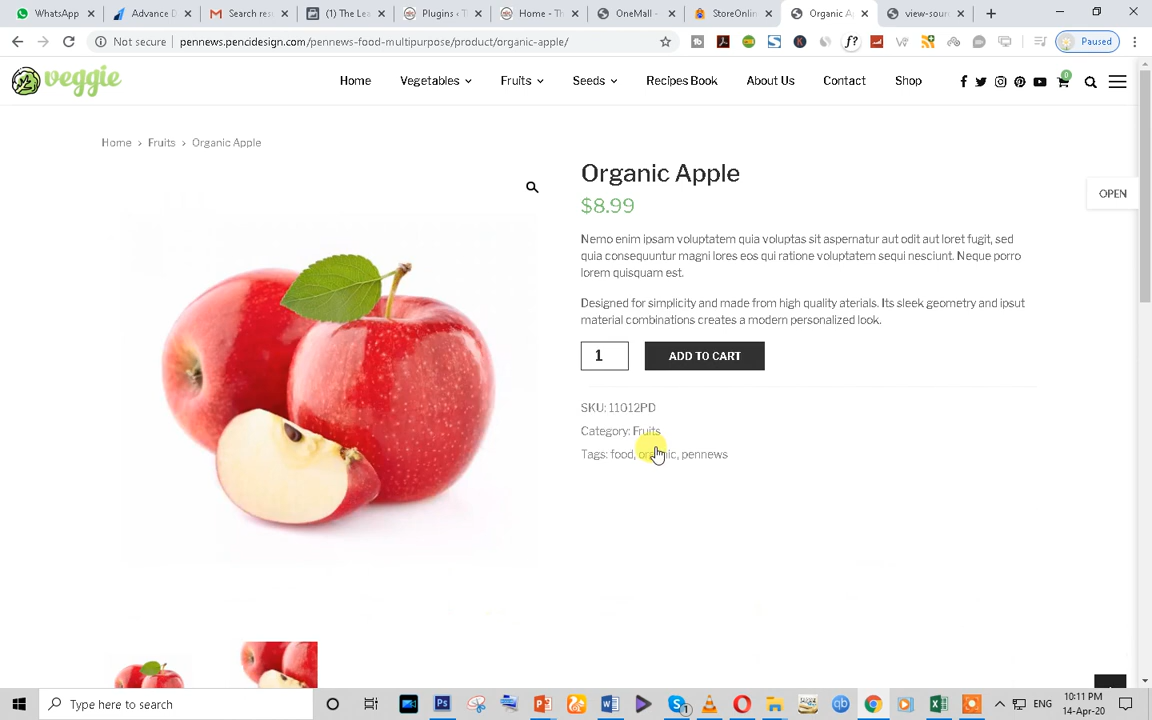 WhatsApp
Advance D
Search res
(1) The Lea
Plugins ‹ T
Home - Th
OneMall -
StoreOnlin
Organic Ap
view-sourc
Not secure
pennews.pencidesign.com/pennews-food-multipurpose/product/organic-apple/
Paused
veggie
Home
Vegetables
Fruits
Seeds
Recipes Book
About Us
Contact
Shop
0
Home › Fruits › Organic Apple
Organic Apple
$8.99
OPEN
Nemo enim ipsam voluptatem quia voluptas sit aspernatur aut odit aut loret fugit, sed
quia consequuntur magni lores eos qui ratione voluptatem sequi nesciunt. Neque porro
lorem quisquam est.
Designed for simplicity and made from high quality aterials. Its sleek geometry and ipsut
material combinations creates a modern personalized look.
1
ADD TO CART
SKU: 11012PD
Category: Fruits
Tags: food, organic, pennews
Type here to search
ENG
10:11 PM
14-Apr-20